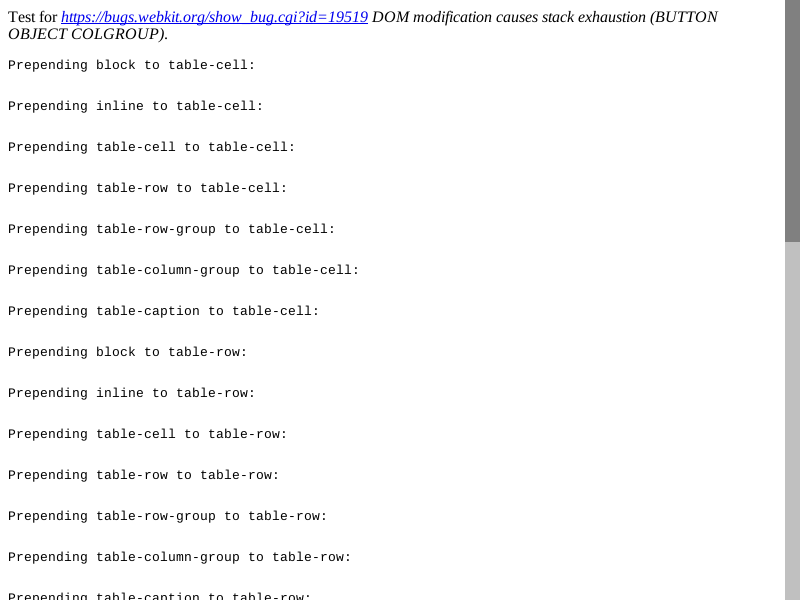 Test for https://bugs.webkit.org/show_bug.cgi?id=19519 DOM modification causes stack exhaustion (BUTTON
OBJECT COLGROUP).
Prepending block to table-cell:
Prepending inline to table-cell:
Prepending table-cell to table-cell:
Prepending table-row to table-cell:
Prepending table-row-group to table-cell:
Prepending table-column-group to table-cell:
Prepending table-caption to table-cell:
Prepending block to table-row:
Prepending inline to table-row:
Prepending table-cell to table-row:
Prepending table-row to table-row:
Prepending table-row-group to table-row:
Prepending table-column-group to table-row:
Prepending table-caption to table-row: